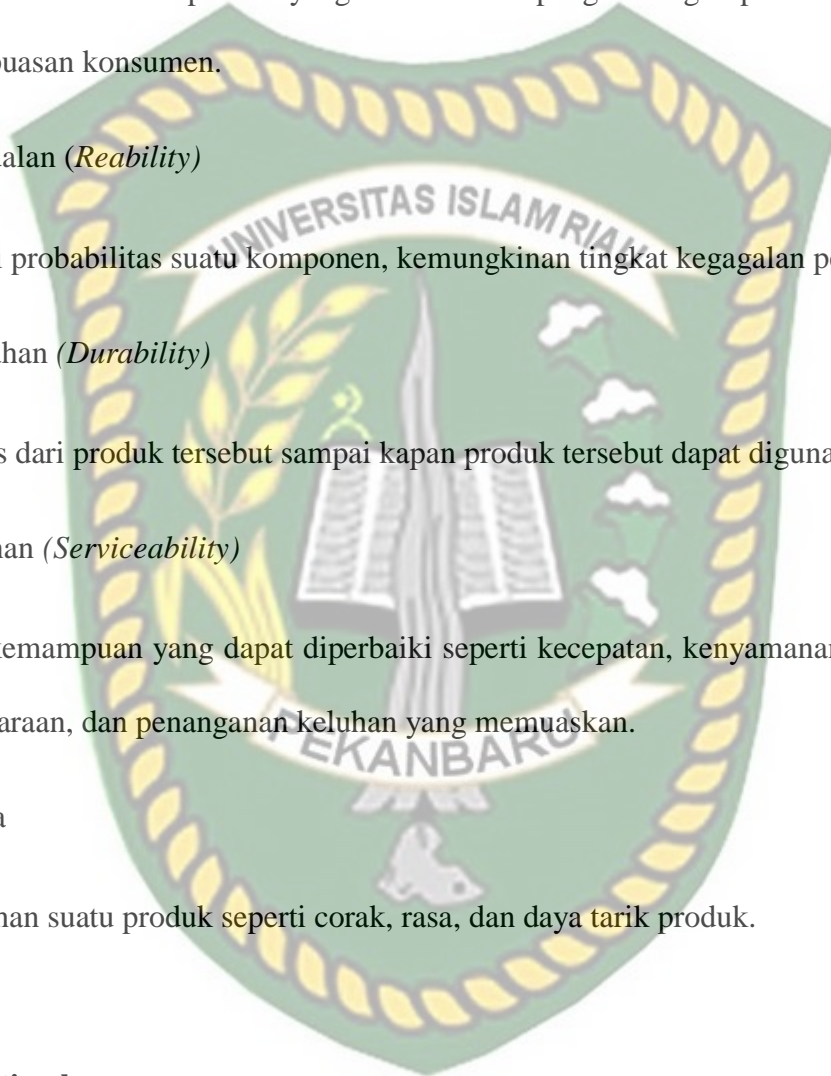 puasan konsumen.
alan (Reability)
UNIVERSITAS ISLAM RIAU
probabilitas suatu komponen, kemungkinan tingkat kegagalan
han (Durability)
s dari produk tersebut sampai kapan produk tersebut dapat diguna
nan (Serviceability)
kemampuan yang dapat diperbaiki seperti kecepatan, kenyamanan
araan, dan penanganan keluhan yang memuaskan.
PEKANBARU
a
nan suatu produk seperti corak, rasa, dan daya tarik produk.